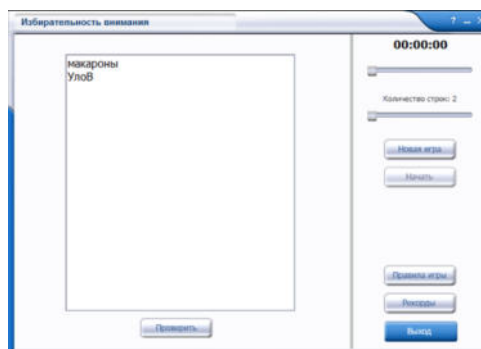 Избирательность внимания
? – ×
00:00:00
макароны
УлоВ
Количество строк: 2
Новая игра
Начать
Правила игры
Рекорды
Проверить
Выход